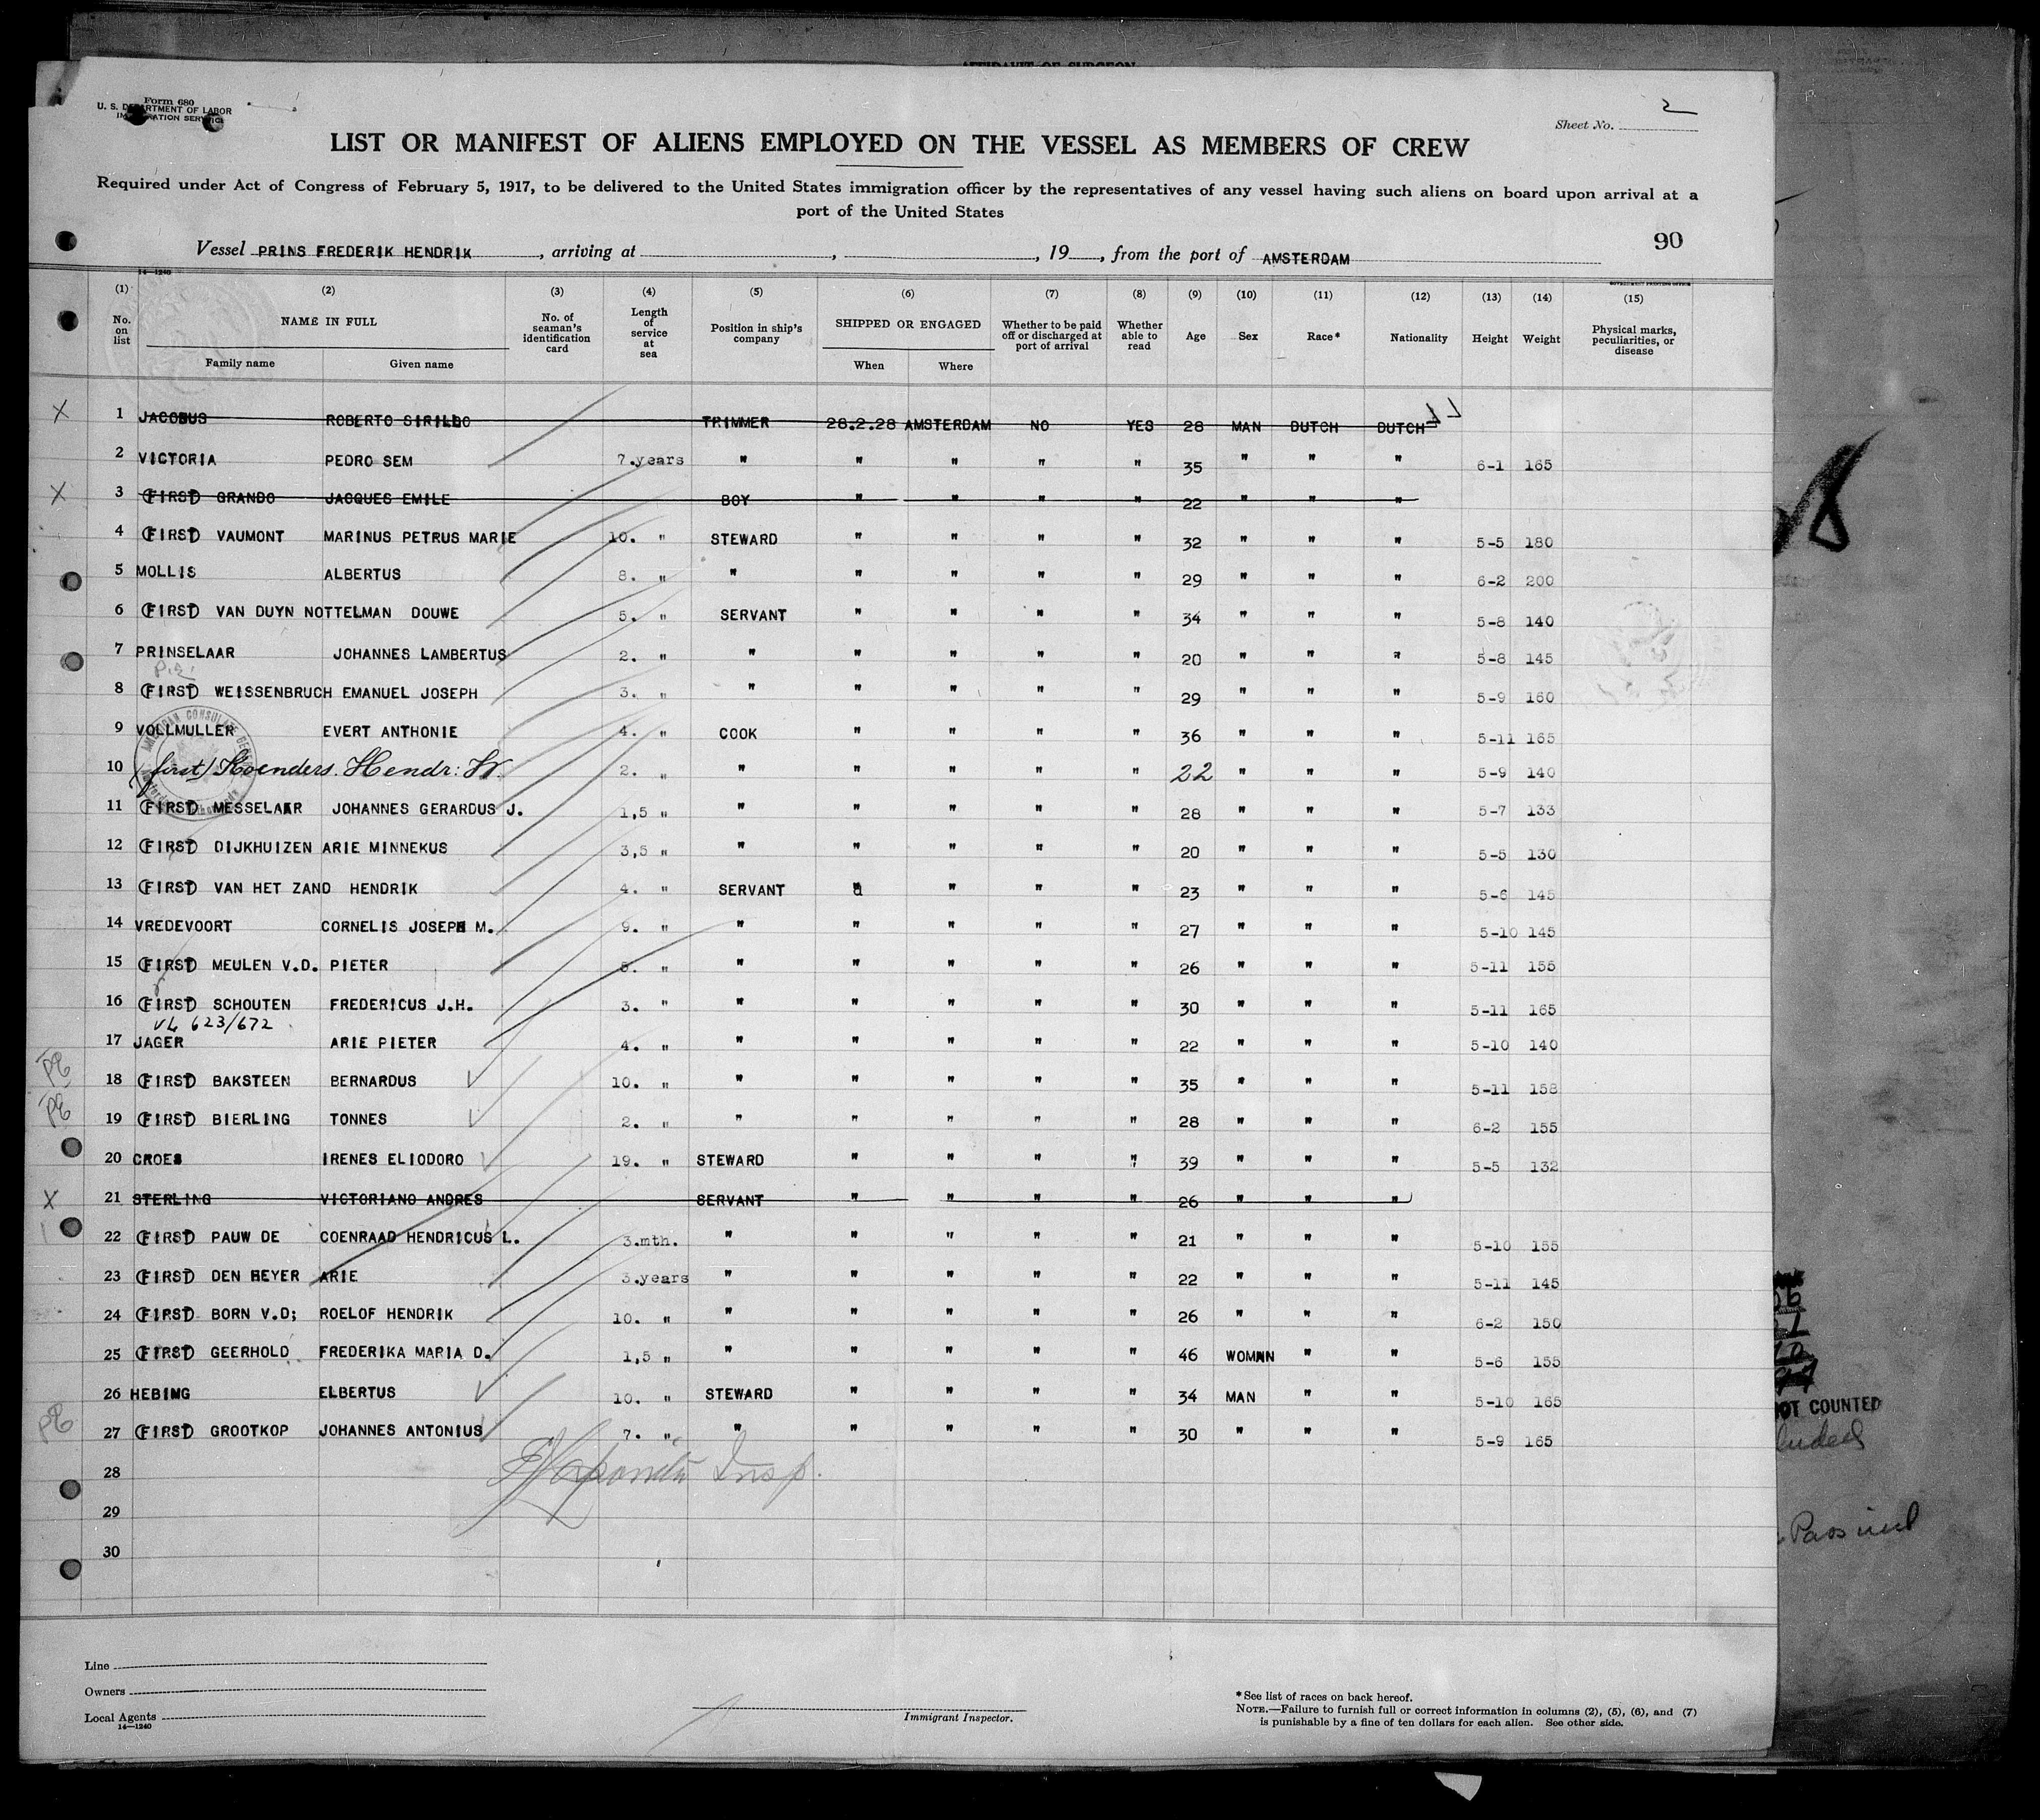 AFFIDAVIT OF SURGEON
Form 680
U. S. DEPARTMENT OF LABOR
IMMIGRATION SERVICE
Sheet No. 2
LIST OR MANIFEST OF ALIENS EMPLOYED ON THE VESSEL AS MEMBERS OF CREW
Required under Act of Congress of February 5, 1917, to be delivered to the United States immigration officer by the representatives of any vessel having such aliens on board upon arrival at a
port of the United States
90
Vessel PRINS FREDERIK HENDRIK, arriving at , , 19 , from the port of AMSTERDAM
14—1240 GOVERNMENT PRINTING OFFICE
(1) (2) (3) (4) (5) (6) (7) (8) (9) (10) (11) (12) (13) (14) (15)
No. on list NAME IN FULL Family name Given name No. of seaman's identification card Length of service at sea Position in ship's company SHIPPED OR ENGAGED When Where Whether to be paid off or discharged at port of arrival Whether able to read Age Sex Race* Nationality Height Weight Physical marks, peculiarities, or disease
X 1 JACOBUS ROBERTO SIRILDO TRIMMER 28.2.28 AMSTERDAM NO YES 28 MAN DUTCH DUTCH
2 VICTORIA PEDRO SEM 7.years " " " " " 35 " " " 6-1 165
X 3 (FIRST) GRANDO JACQUES EMILE BOY " " " " 22 " " "
4 (FIRST) VAUMONT MARINUS PETRUS MARIE 10. " STEWARD " " " " 32 " " " 5-5 180
5 MOLLIS ALBERTUS 8. " " " " " " 29 " " " 6-2 200
6 (FIRST) VAN DUYN NOTTELMAN DOUWE 5. " SERVANT " " " " 34 " " " 5-8 140
7 PRINSELAAR JOHANNES LAMBERTUS 2. " " " " " " 20 " " " 5-8 145
8 (FIRST) WEISSENBRUCH EMANUEL JOSEPH 3. " " " " " " 29 " " " 5-9 160
9 VOLLMULLER EVERT ANTHONIE 4. " COOK " " " " 36 " " " 5-11 165
10 (first) Koenders Hendr: W. 2. " " " " " " 22 " " " 5-9 140
11 (FIRST) MESSELAAR JOHANNES GERARDUS J. 1,5 " " " " " " 28 " " " 5-7 133
12 (FIRST) DIJKHUIZEN ARIE MINNEKUS 3,5 " " " " " " 20 " " " 5-5 130
13 (FIRST) VAN HET ZAND HENDRIK 4. " SERVANT " " " " 23 " " " 5-6 145
14 VREDEVOORT CORNELIS JOSEPH M. 9. " " " " " " 27 " " " 5-10 145
15 (FIRST) MEULEN V.D. PIETER 5. " " " " " " 26 " " " 5-11 155
16 (FIRST) SCHOUTEN FREDERICUS J.H. 3. " " " " " " 30 " " " 5-11 165
VL 623/672
17 JAGER ARIE PIETER 4. " " " " " " 22 " " " 5-10 140
18 (FIRST) BAKSTEEN BERNARDUS 10. " " " " " " 35 " " " 5-11 158
19 (FIRST) BIERLING TONNES 2. " " " " " " 28 " " " 6-2 155
20 CROES IRENES ELIODORO 19. " STEWARD " " " " 39 " " " 5-5 132
X 21 STERLING VICTORIANO ANDRES SERVANT " " " " 26 " " "
22 (FIRST) PAUW DE COENRAAD HENDRICUS L. 3.mth. " " " " " 21 " " " 5-10 155
23 (FIRST) DEN HEYER ARIE 3.years " " " " " 22 " " " 5-11 145
24 (FIRST) BORN V.D; ROELOF HENDRIK 10. " " " " " " 26 " " " 6-2 150
25 (FIRST) GEERHOLD FREDERIKA MARIA D. 1,5 " " " " " " 46 WOMNN " " 5-6 155
26 HEBING ELBERTUS 10. " STEWARD " " " " 34 MAN " " 5-10 165
27 (FIRST) GROOTKOP JOHANNES ANTONIUS 7. " " " " " " 30 " " " 5-9 165
28 Insp.
29
30
Line
Owners
Local Agents
14—1240
Immigrant Inspector.
*See list of races on back hereof.
NOTE.—Failure to furnish full or correct information in columns (2), (5), (6), and (7)
is punishable by a fine of ten dollars for each alien. See other side.
NOT COUNTED